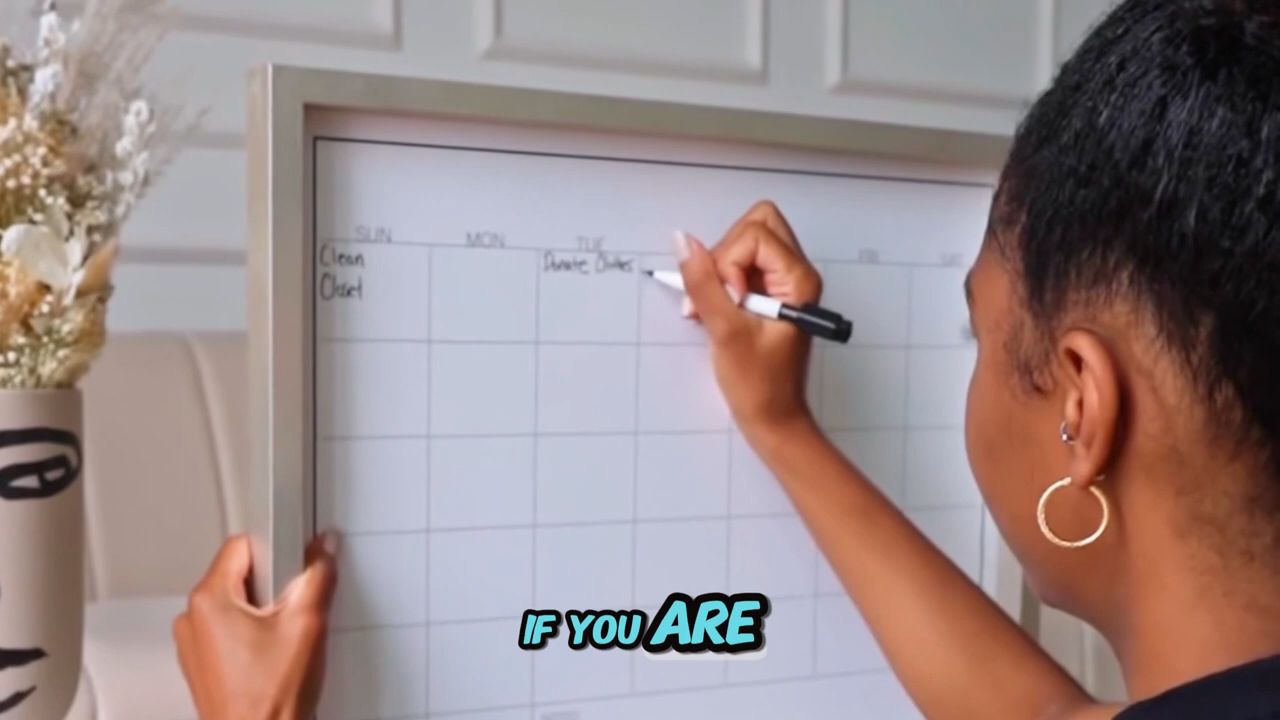 SUN MON TUE FRI SAT
Clean
Closet
Donate Clothes
IF YOU ARE